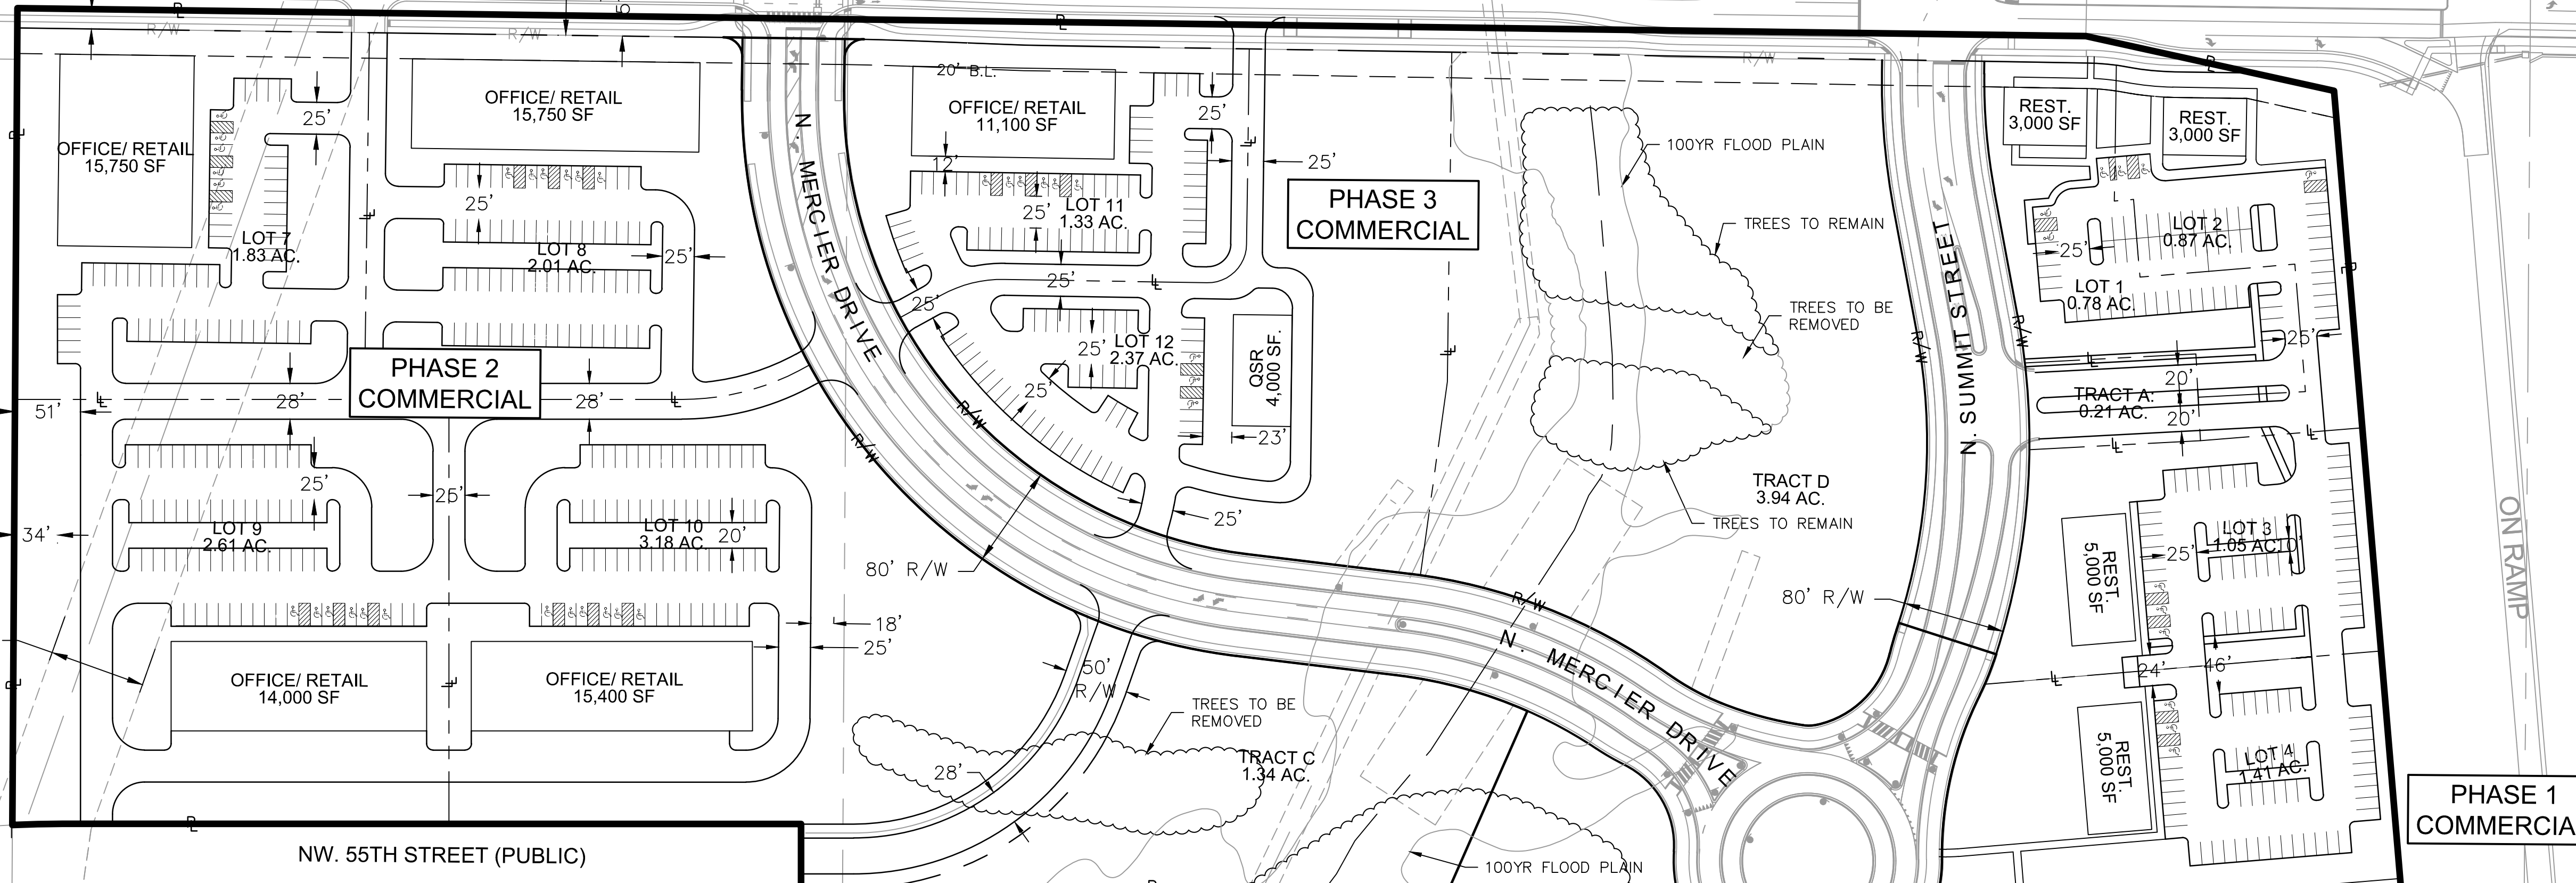 R/W
R/W
R/W
OFFICE/ RETAIL
15,750 SF
25'
OFFICE/ RETAIL
15,750 SF
20' B.L.
OFFICE/ RETAIL
11,100 SF
12'
25'
25'
PHASE 3
COMMERCIAL
100YR FLOOD PLAIN
TREES TO REMAIN
TREES TO BE
REMOVED
REST.
3,000 SF
REST.
3,000 SF
LOT 7
1.83 AC.
25'
LOT 8
2.01 AC.
25'
N. MERCIER DRIVE
LOT 11
1.33 AC.
25'
25'
25'
LOT 12
2.37 AC.
25'
25'
QSR
4,000 SF.
23'
N. SUMMIT STREET
R/W
R/W
LOT 2
0.87 AC.
25'
LOT 1
0.78 AC.
25'
TRACT A:
0.21 AC.
20'
20'
PHASE 2
COMMERCIAL
51'
28'
28'
R/W
R/W
25'
25'
34'
LOT 9
2.61 AC.
LOT 10
3.18 AC.
20'
80' R/W
25'
TRACT D
3.94 AC.
TREES TO REMAIN
80' R/W
R/W
N. MERCIER DRIVE
REST.
5,000 SF
25'
LOT 3
1.05 AC.
10'
ON RAMP
18'
25'
OFFICE/ RETAIL
14,000 SF
OFFICE/ RETAIL
15,400 SF
50'
R/W
TREES TO BE
REMOVED
TRACT C
1.34 AC.
28'
24'
46'
REST.
5,000 SF
LOT 4
1.41 AC.
PHASE 1
COMMERCIA
NW. 55TH STREET (PUBLIC)
100YR FLOOD PLAIN